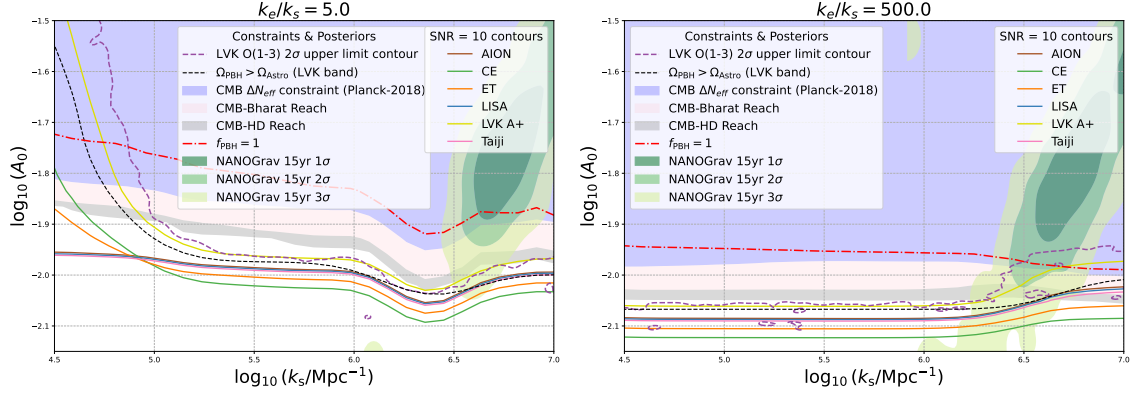 k_e/k_s = 5.0
−1.5
−1.6
−1.7
−1.8
−1.9
−2.0
−2.1
log₁₀ (A₀)
Constraints & Posteriors
LVK O(1-3) 2σ upper limit contour
Ω_PBH > Ω_Astro (LVK band)
CMB ΔN_eff constraint (Planck-2018)
CMB-Bharat Reach
CMB-HD Reach
f_PBH = 1
NANOGrav 15yr 1σ
NANOGrav 15yr 2σ
NANOGrav 15yr 3σ
SNR = 10 contours
AION
CE
ET
LISA
LVK A+
Taiji
4.5 5.0 5.5 6.0 6.5 7.0
log₁₀ (k_s/Mpc⁻¹)
k_e/k_s = 500.0
−1.5
−1.6
−1.7
−1.8
−1.9
−2.0
−2.1
log₁₀ (A₀)
Constraints & Posteriors
LVK O(1-3) 2σ upper limit contour
Ω_PBH > Ω_Astro (LVK band)
CMB ΔN_eff constraint (Planck-2018)
CMB-Bharat Reach
CMB-HD Reach
f_PBH = 1
NANOGrav 15yr 1σ
NANOGrav 15yr 2σ
NANOGrav 15yr 3σ
SNR = 10 contours
AION
CE
ET
LISA
LVK A+
Taiji
4.5 5.0 5.5 6.0 6.5 7.0
log₁₀ (k_s/Mpc⁻¹)